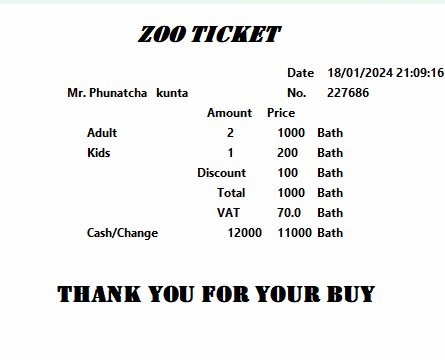 ZOO TICKET
Date 18/01/2024 21:09:16
Mr. Phunatcha kunta No. 227686
Amount Price
Adult 2 1000 Bath
Kids 1 200 Bath
Discount 100 Bath
Total 1000 Bath
VAT 70.0 Bath
Cash/Change 12000 11000 Bath
THANK YOU FOR YOUR BUY